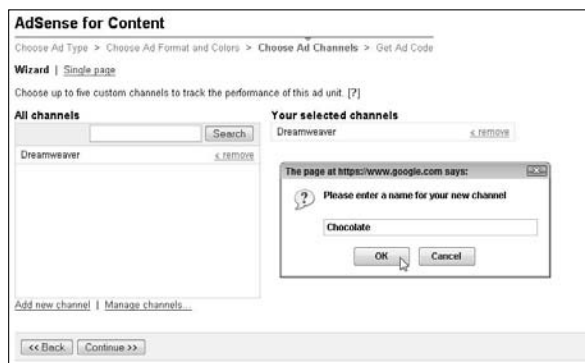 AdSense for Content
Choose Ad Type > Choose Ad Format and Colors > Choose Ad Channels > Get Ad Code
Wizard | Single page
Choose up to five custom channels to track the performance of this ad unit. [?]
All channels
Search
Dreamweaver < remove
Add new channel | Manage channels...
Your selected channels
Dreamweaver < remove
The page at https://www.google.com says:
?
Please enter a name for your new channel
Chocolate
OK Cancel
<< Back Continue >>